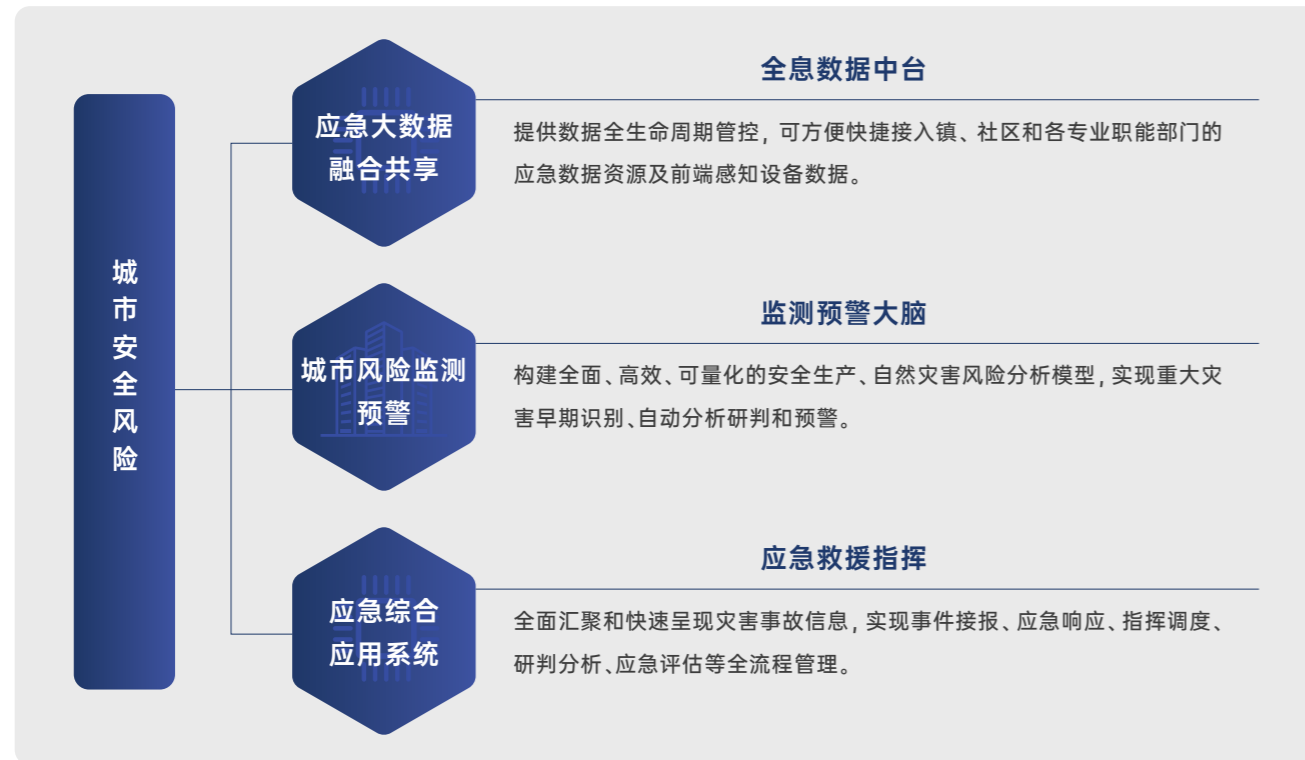 城市安全风险
应急大数据
融合共享
全息数据中台
提供数据全生命周期管控，可方便快捷接入镇、社区和各专业职能部门的
应急数据资源及前端感知设备数据。
城市风险监测
预警
监测预警大脑
构建全面、高效、可量化的安全生产、自然灾害风险分析模型，实现重大灾
害早期识别、自动分析研判和预警。
应急综合
应用系统
应急救援指挥
全面汇聚和快速呈现灾害事故信息，实现事件接报、应急响应、指挥调度、
研判分析、应急评估等全流程管理。